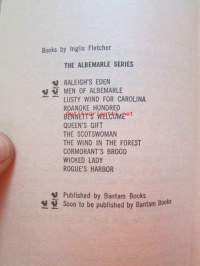 Books by Inglis Fletcher
THE ALBEMARLE SERIES
RALEIGH'S EDEN
MEN OF ALBEMARLE
LUSTY WIND FOR CAROLINA
ROANOKE HUNDRED
BENNETT'S WELCOME
QUEEN'S GIFT
THE SCOTSWOMAN
THE WIND IN THE FOREST
CORMORANT'S BROOD
WICKED LADY
ROGUE'S HARBOR
Published by Bantam Books
Soon to be published by Bantam Books